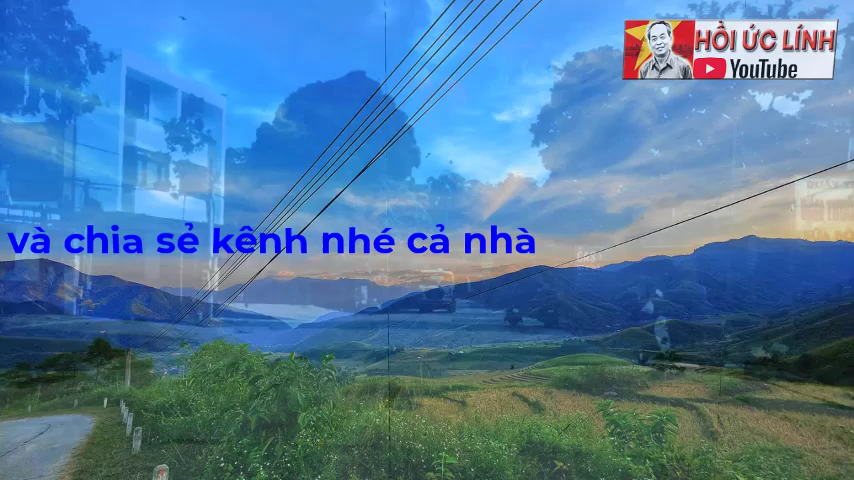 HỒI ỨC LÍNH
YouTube
và chia sẻ kênh nhé cả nhà